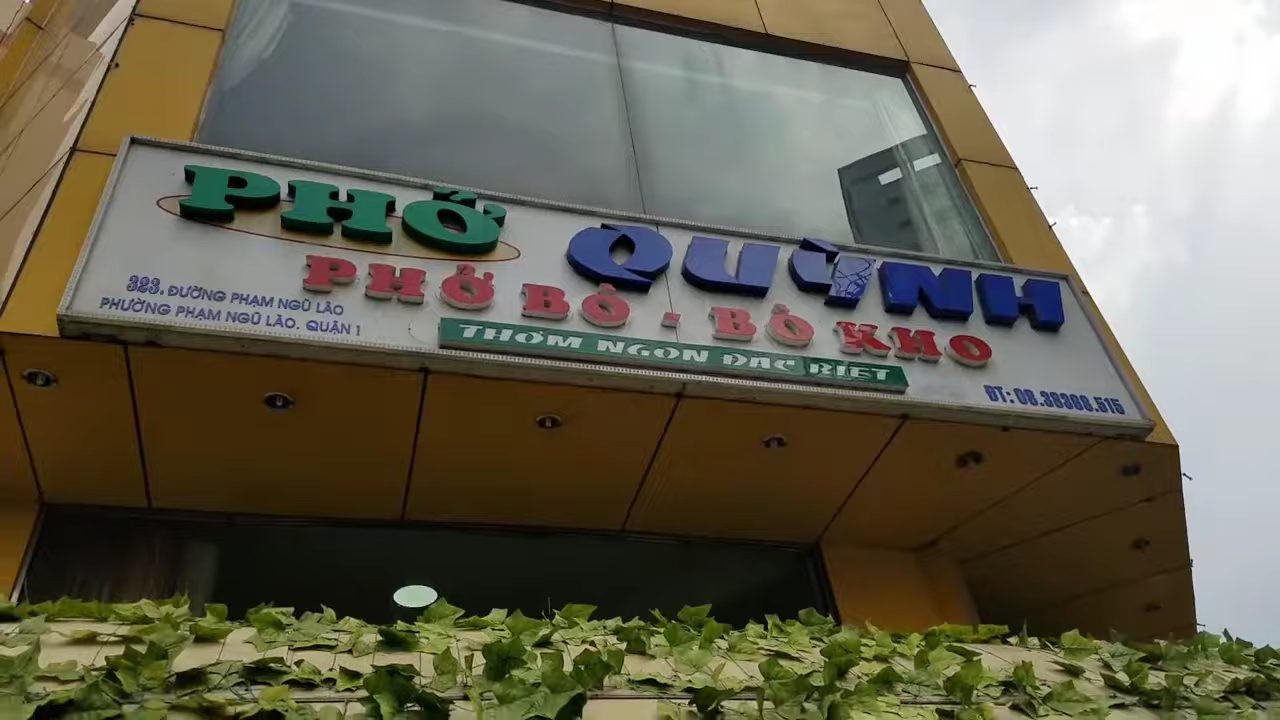 PHỞ QUỲNH
PHỞ BÒ - BÒ KHO
323. ĐƯỜNG PHẠM NGŨ LÃO
PHƯỜNG PHẠM NGŨ LÃO. QUẬN 1
THƠM NGON ĐẶC BIỆT
ĐT: 08.38368.515